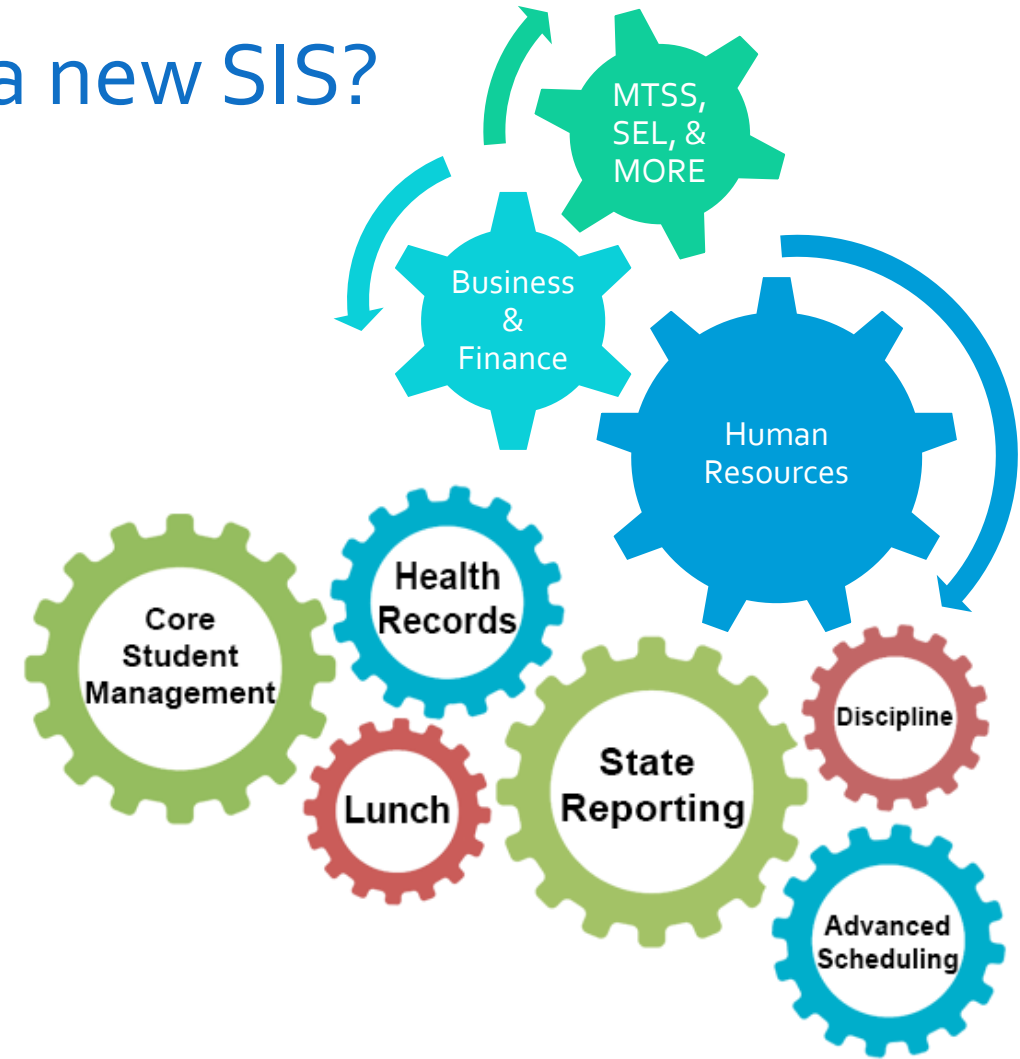 a new SIS?
MTSS,
SEL, &
MORE
Business
&
Finance
Human
Resources
Core
Student
Management
Health
Records
Lunch
State
Reporting
Discipline
Advanced
Scheduling